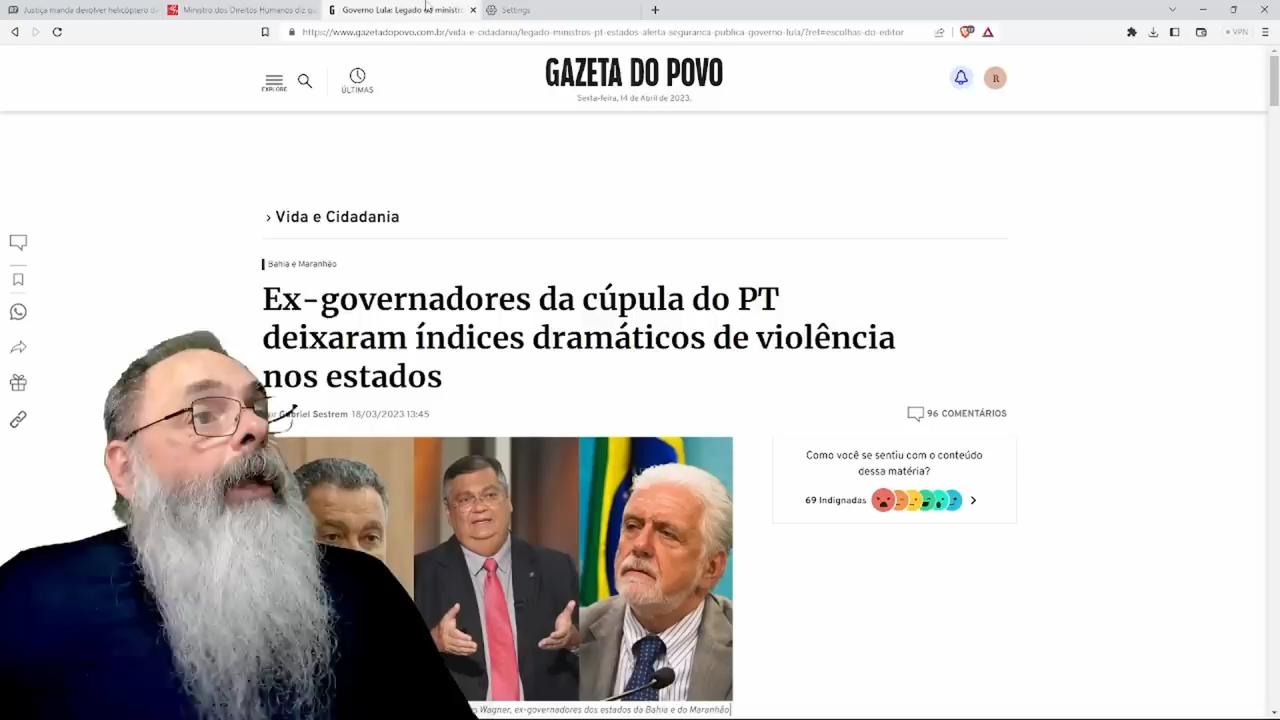 Justiça manda devolver helicóptero d
Ministro dos Direitos Humanos diz qu
Governo Lula: Legado de ministr
Settings
https://www.gazetadopovo.com.br/vida-e-cidadania/legado-ministros-pt-estados-alerta-seguranca-publica-governo-lula/?ref=escolhas-do-editor
VPN
EXPLORE
ÚLTIMAS
GAZETA DO POVO
Sexta-feira, 14 de Abril de 2023.
R
› Vida e Cidadania
Bahia e Maranhão
Ex-governadores da cúpula do PT
deixaram índices dramáticos de violência
nos estados
Gabriel Sestrem 18/03/2023 13:45
96 COMENTÁRIOS
Como você se sentiu com o conteúdo
dessa matéria?
69 Indignadas
Wagner, ex-governadores dos estados da Bahia e do Maranhão